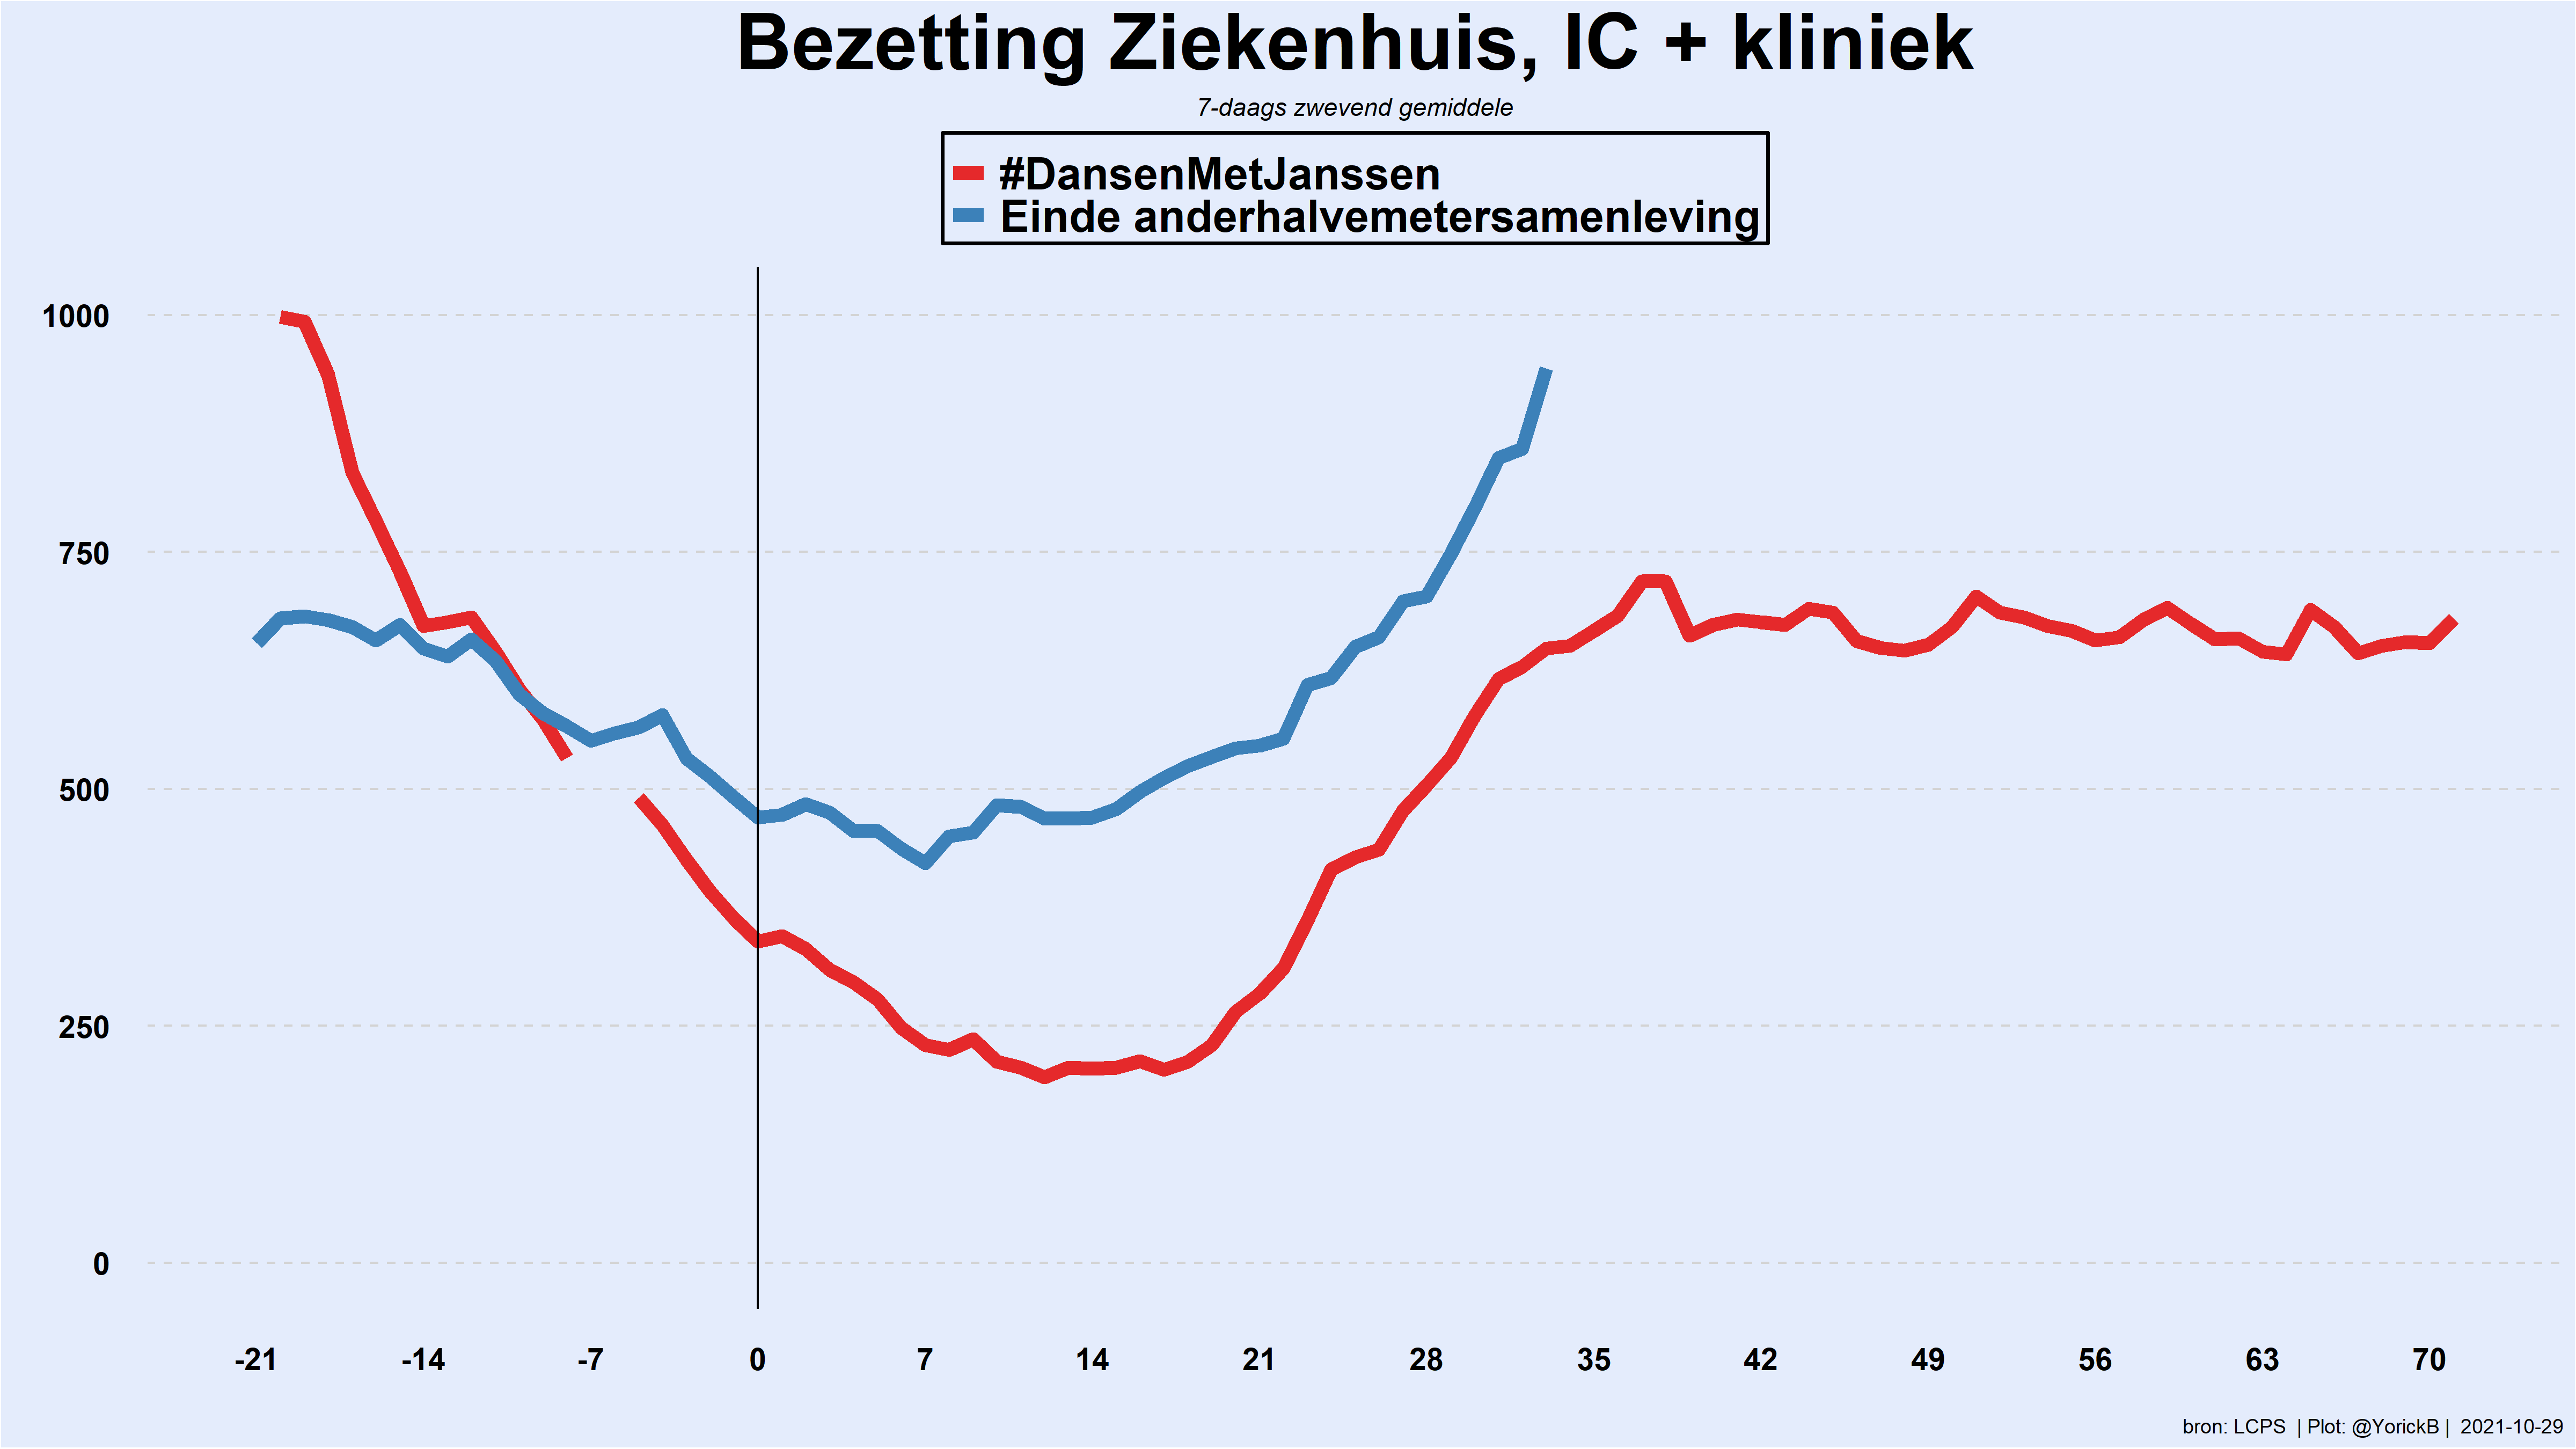 Bezetting Ziekenhuis, IC + kliniek
7-daags zwevend gemiddele
#DansenMetJanssen
Einde anderhalvemetersamenleving
1000
750
500
250
0
-21 -14 -7 0 7 14 21 28 35 42 49 56 63 70
bron: LCPS | Plot: @YorickB | 2021-10-29